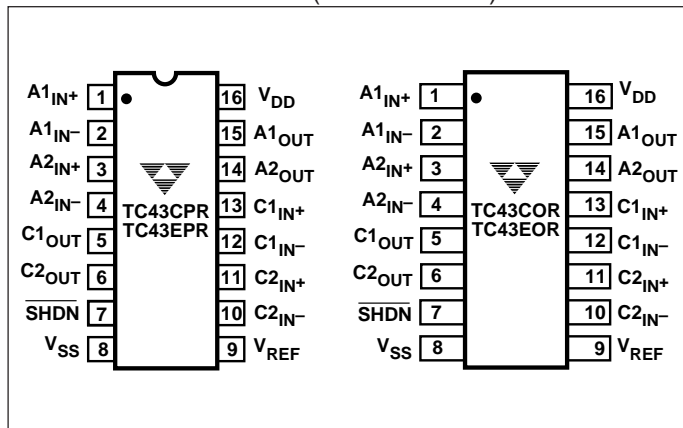 A1IN+ 1 16 VDD
A1IN– 2 15 A1OUT
A2IN+ 3 14 A2OUT
A2IN– 4 13 C1IN+
TC43CPR
TC43EPR
C1OUT 5 12 C1IN–
C2OUT 6 11 C2IN+
SHDN 7 10 C2IN–
VSS 8 9 VREF
A1IN+ 1 16 VDD
A1IN– 2 15 A1OUT
A2IN+ 3 14 A2OUT
A2IN– 4 13 C1IN+
TC43COR
TC43EOR
C1OUT 5 12 C1IN–
C2OUT 6 11 C2IN+
SHDN 7 10 C2IN–
VSS 8 9 VREF